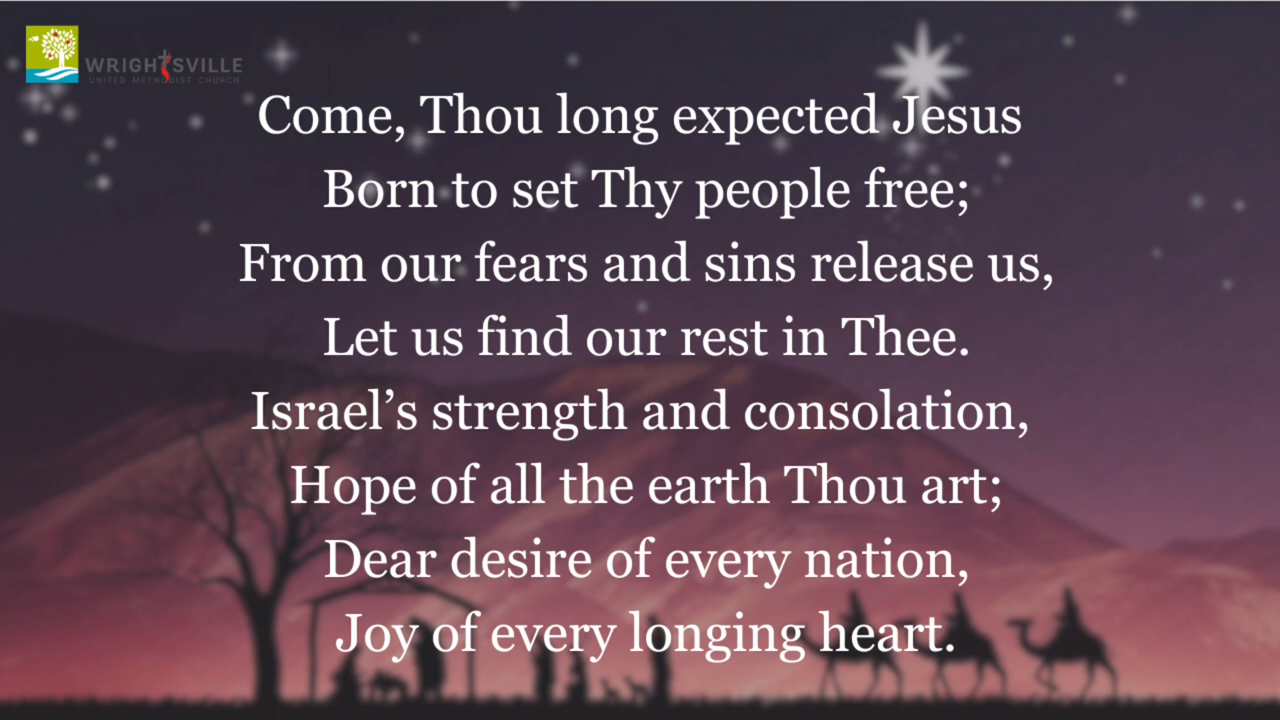 WRIGHTSVILLE
UNITED METHODIST CHURCH
Come, Thou long expected Jesus
Born to set Thy people free;
From our fears and sins release us,
Let us find our rest in Thee.
Israel’s strength and consolation,
Hope of all the earth Thou art;
Dear desire of every nation,
Joy of every longing heart.